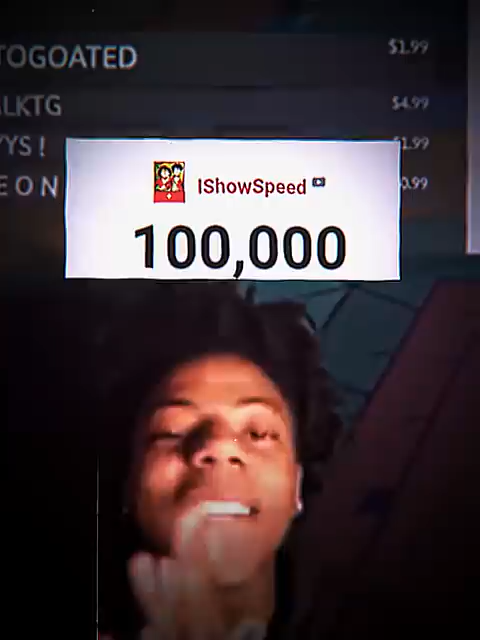 TOGOATED $1.99
LKTG $4.99
YS ! 1.99
EON 0.99
IShowSpeed
100,000